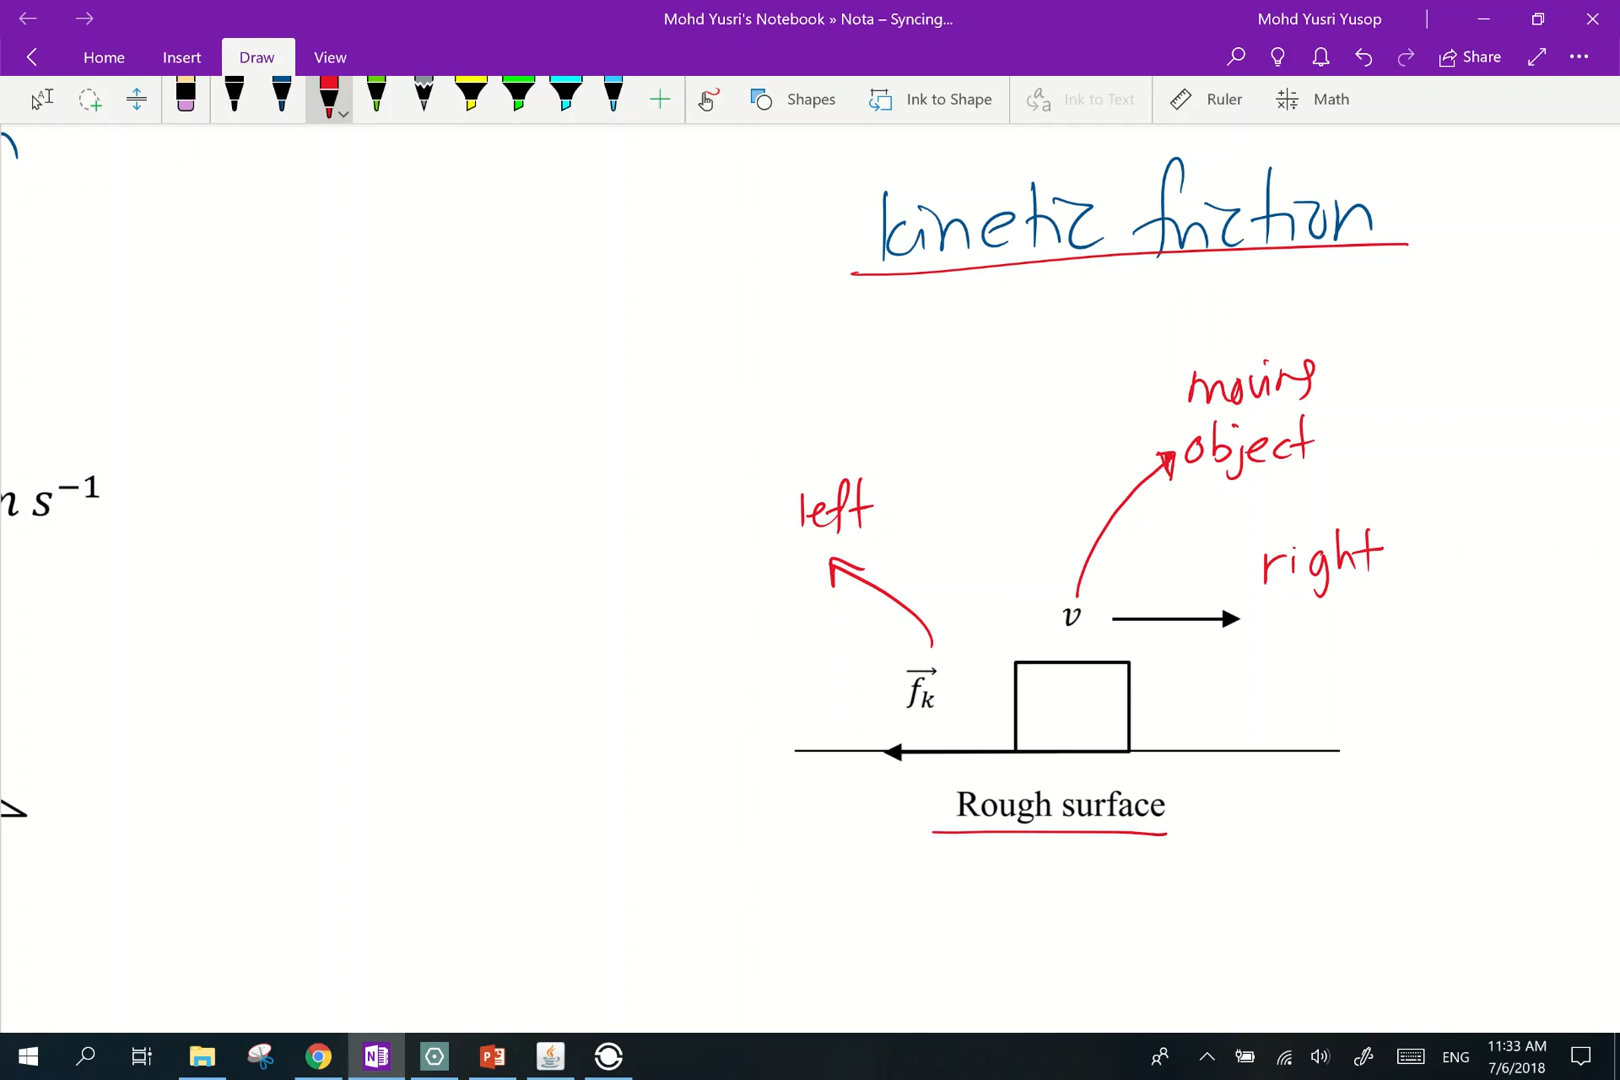 Mohd Yusri's Notebook » Nota – Syncing...
Mohd Yusri Yusop
Home
Insert
Draw
View
Share
Shapes
Ink to Shape
Ink to Text
Ruler
Math
kinetic friction
moving
object
left
right
n s⁻¹
v
f⃗ₖ
Rough surface
ENG
11:33 AM
7/6/2018